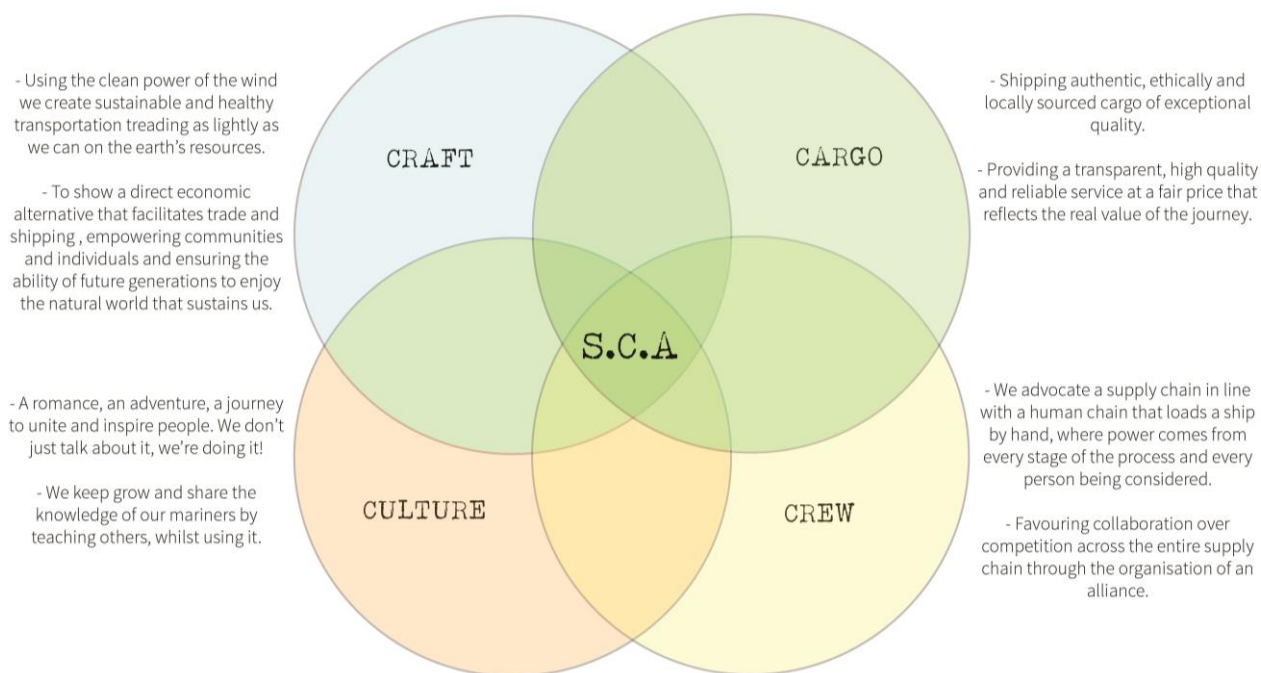 - Using the clean power of the wind
we create sustainable and healthy
transportation treading as lightly as
we can on the earth's resources.
- To show a direct economic
alternative that facilitates trade and
shipping , empowering communities
and individuals and ensuring the
ability of future generations to enjoy
the natural world that sustains us.
CRAFT
CARGO
- Shipping authentic, ethically and
locally sourced cargo of exceptional
quality.
- Providing a transparent, high quality
and reliable service at a fair price that
reflects the real value of the journey.
S.C.A
- A romance, an adventure, a journey
to unite and inspire people. We don't
just talk about it, we're doing it!
- We keep grow and share the
knowledge of our mariners by
teaching others, whilst using it.
CULTURE
CREW
- We advocate a supply chain in line
with a human chain that loads a ship
by hand, where power comes from
every stage of the process and every
person being considered.
- Favouring collaboration over
competition across the entire supply
chain through the organisation of an
alliance.